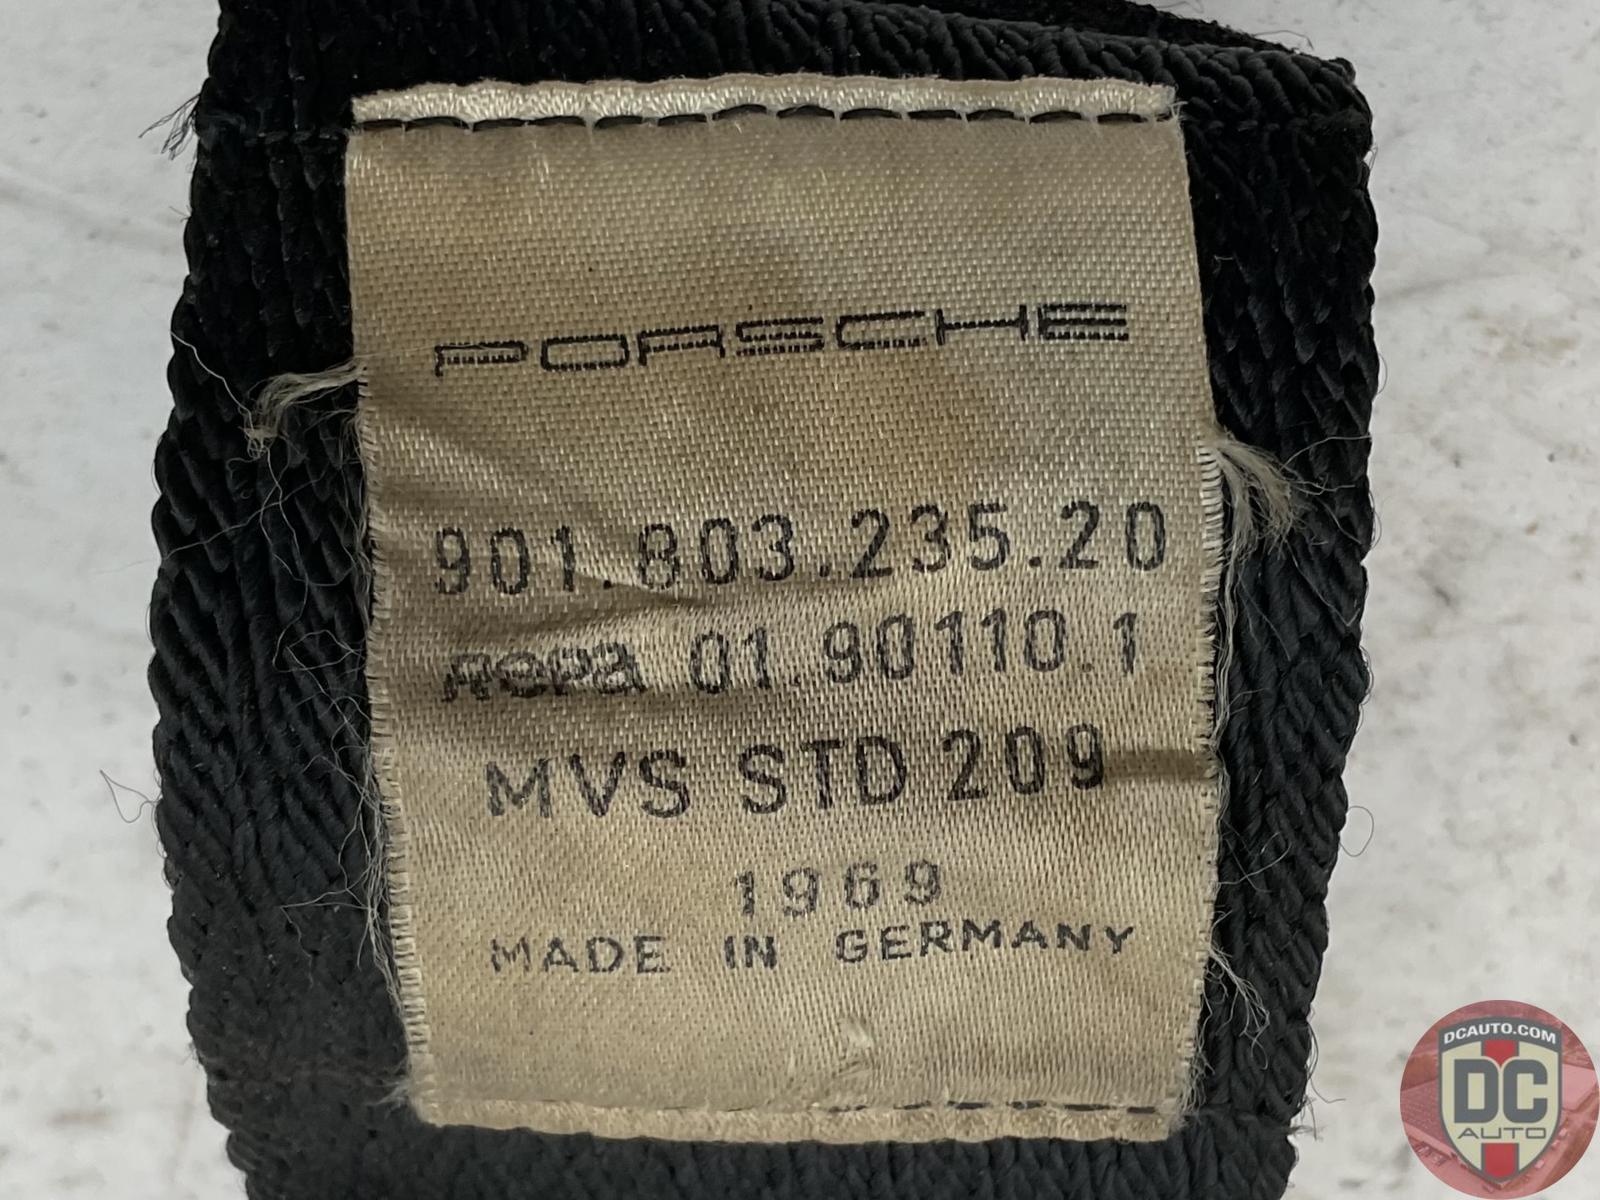 PORSCHE
901.803.235.20
Repa 01.90110.1
MVS STD 209
1969
MADE IN GERMANY
DCAUTO.COM
DC
AUTO